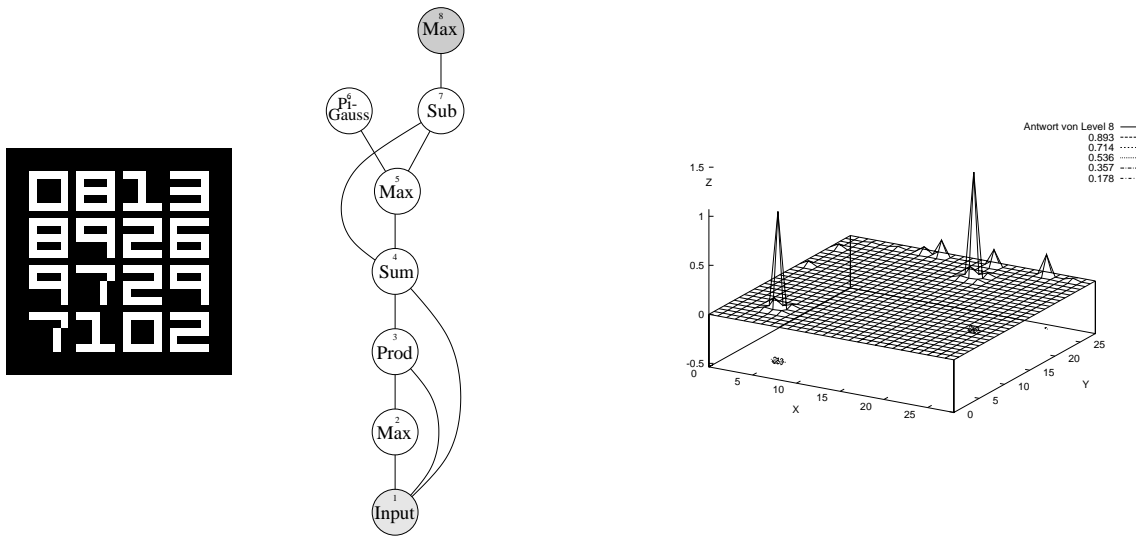 0813
8926
9729
7102
8
Max
6
Pi-
Gauss
7
Sub
5
Max
4
Sum
3
Prod
2
Max
1
Input
Antwort von Level 8
0.893
0.714
0.536
0.357
0.178
1.5
Z
1
0.5
0
-0.5
0
5
10
15
20
25
X
0
5
10
15
20
25
Y